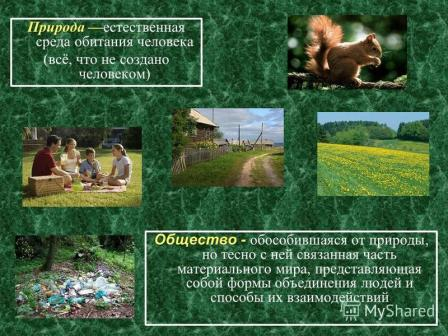 Природа —естественная
среда обитания человека
(всё, что не создано
человеком)
Общество - обособившаяся от природы,
но тесно с ней связанная часть
материального мира, представляющая
собой формы объединения людей и
способы их взаимодействий
MyShared